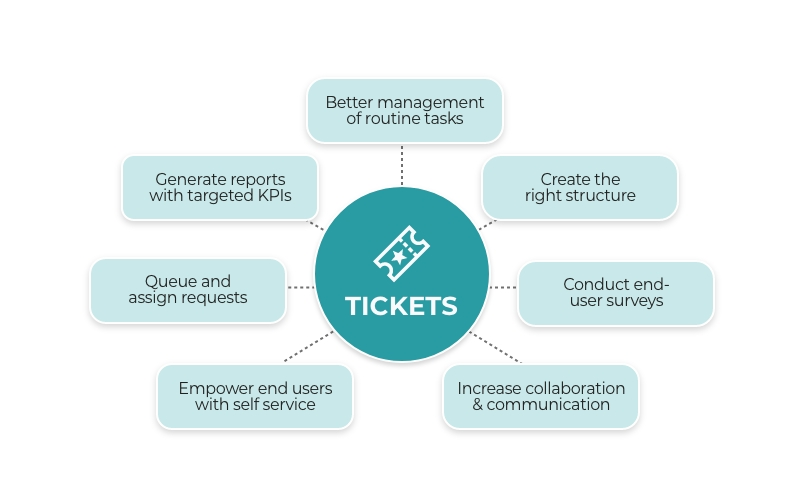 Better management
of routine tasks
Generate reports
with targeted KPIs
Create the
right structure
Queue and
assign requests
TICKETS
Conduct end-
user surveys
Empower end users
with self service
Increase collaboration
& communication